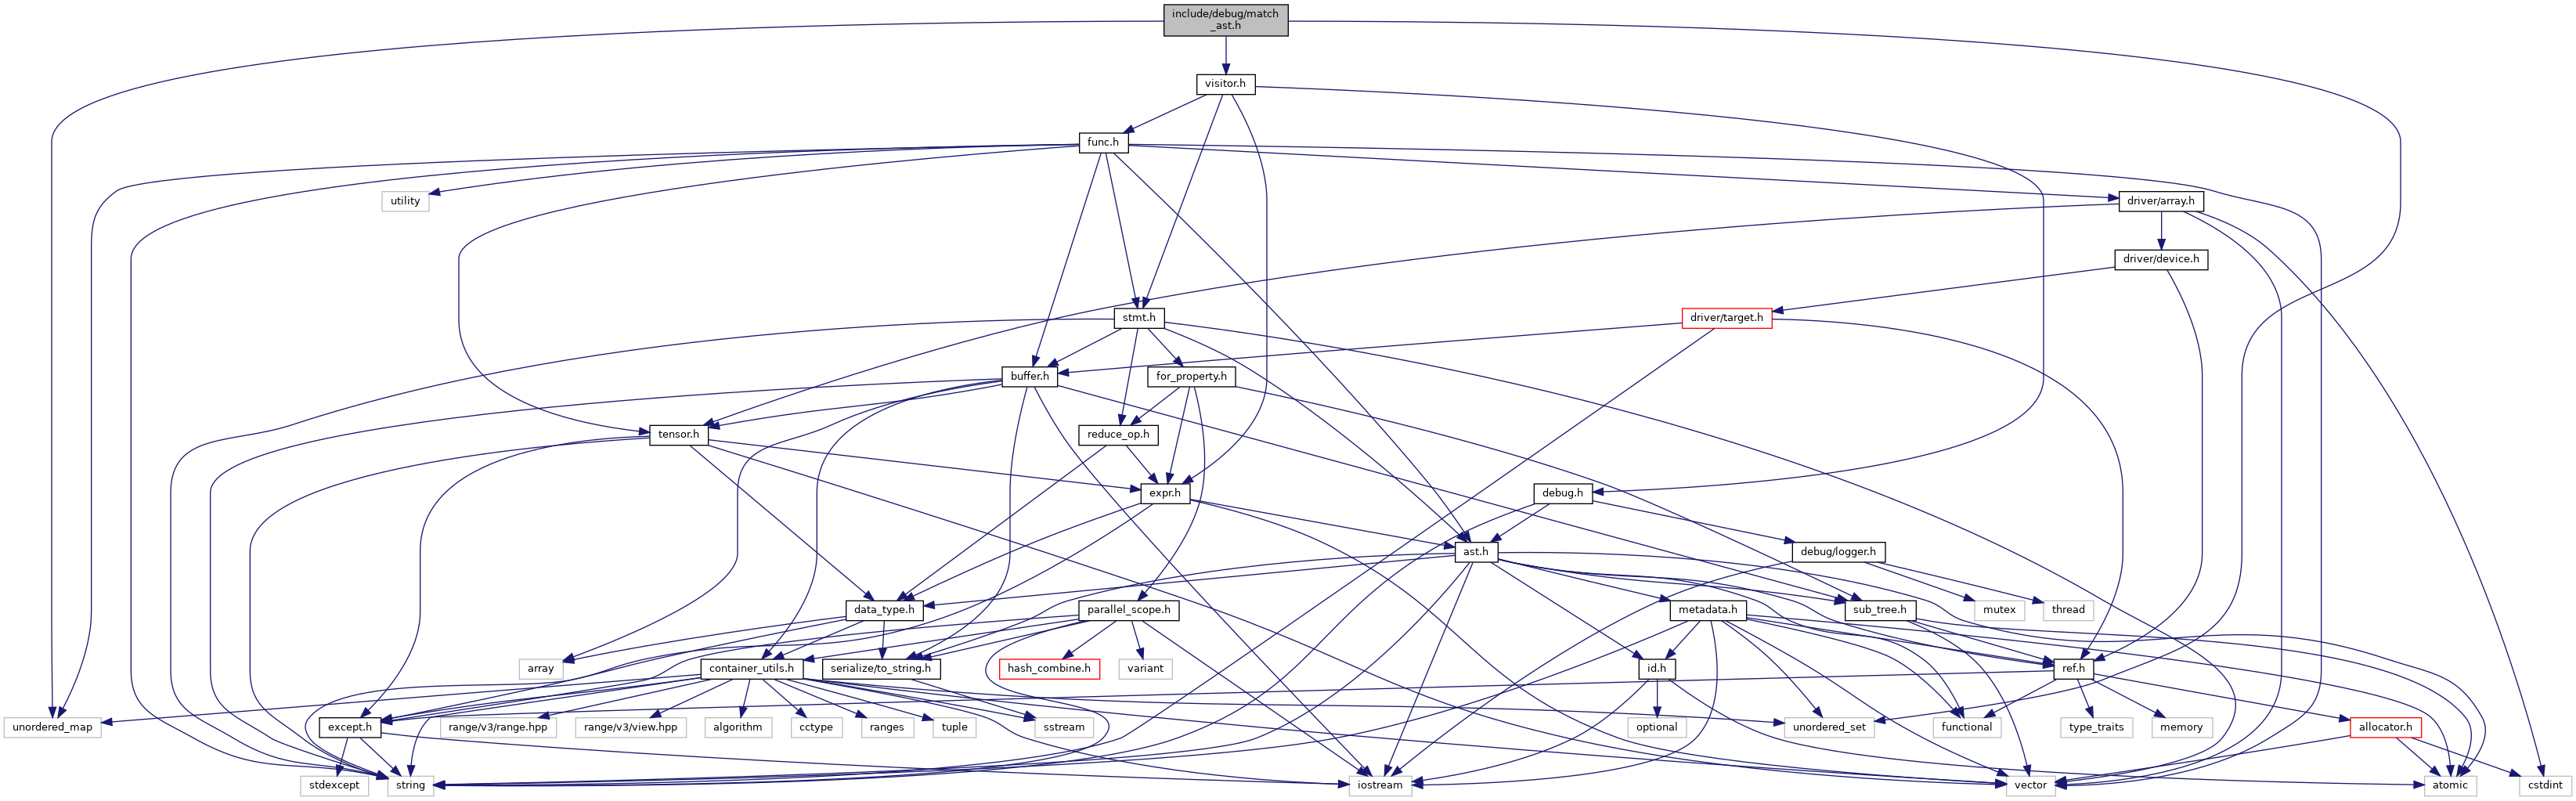 include/debug/match
_ast.h
visitor.h
func.h
utility
driver/array.h
driver/device.h
stmt.h
driver/target.h
buffer.h
for_property.h
tensor.h
reduce_op.h
expr.h
debug.h
ast.h
debug/logger.h
data_type.h
parallel_scope.h
metadata.h
sub_tree.h
mutex
thread
array
container_utils.h
serialize/to_string.h
hash_combine.h
variant
id.h
ref.h
unordered_map
except.h
range/v3/range.hpp
range/v3/view.hpp
algorithm
cctype
ranges
tuple
sstream
optional
unordered_set
functional
type_traits
memory
allocator.h
stdexcept
string
iostream
vector
atomic
cstdint